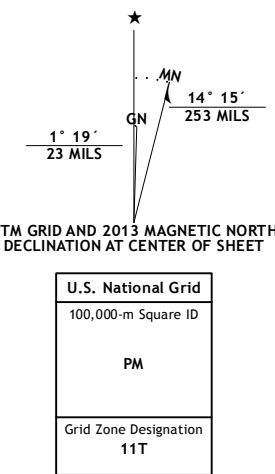 MN
GN
14° 15´
253 MILS
1° 19´
23 MILS
TM GRID AND 2013 MAGNETIC NORTH
DECLINATION AT CENTER OF SHEET
U.S. National Grid
100,000-m Square ID
PM
Grid Zone Designation
11T